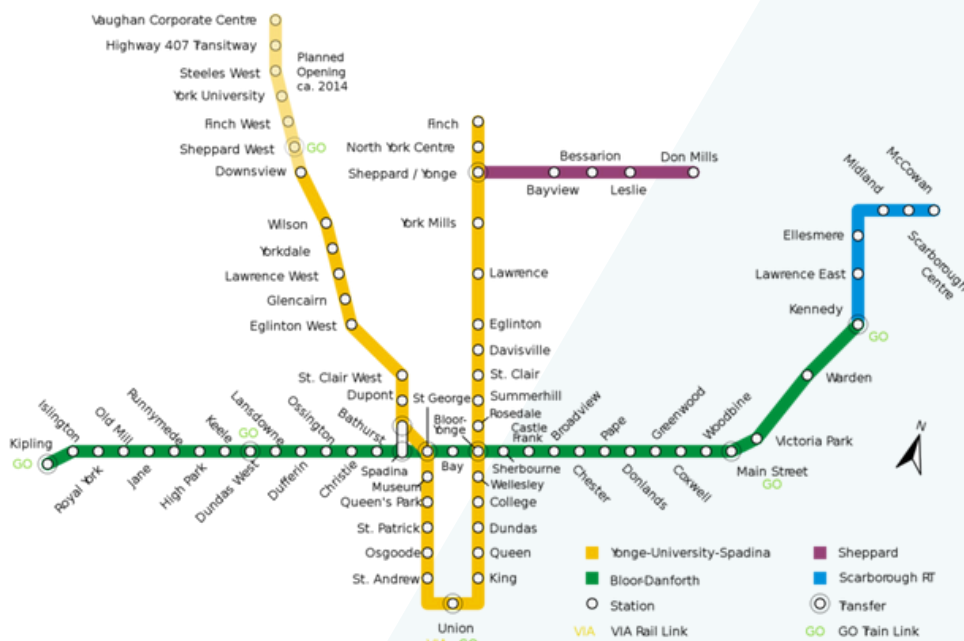 Vaughan Corporate Centre
Highway 407 Transitway
Steeles West
York University
Finch West
Sheppard West
GO
Downsview
Planned
Opening
ca. 2014
Wilson
Yorkdale
Lawrence West
Glencairn
Eglinton West
St. Clair West
Dupont
Finch
North York Centre
Sheppard / Yonge
Bessarion
Don Mills
Bayview
Leslie
York Mills
Lawrence
Eglinton
Davisville
St. Clair
Summerhill
Rosedale
Midland
McCowan
Scarborough
Centre
Ellesmere
Lawrence East
Kennedy
GO
Warden
Victoria Park
Main Street
GO
Kipling
GO
Islington
Royal York
Old Mill
Jane
Runnymede
High Park
Keele
Dundas West
GO
Lansdowne
Dufferin
Ossington
Christie
Bathurst
Spadina
St George
Bay
Bloor-
Yonge
Sherbourne
Castle
Frank
Broadview
Chester
Pape
Donlands
Greenwood
Coxwell
Woodbine
Museum
Queen's Park
St. Patrick
Osgoode
St. Andrew
Union
VIA GO
Wellesley
College
Dundas
Queen
King
N
Yonge-University-Spadina
Bloor-Danforth
Station
VIA VIA Rail Link
Sheppard
Scarborough RT
Transfer
GO GO Train Link